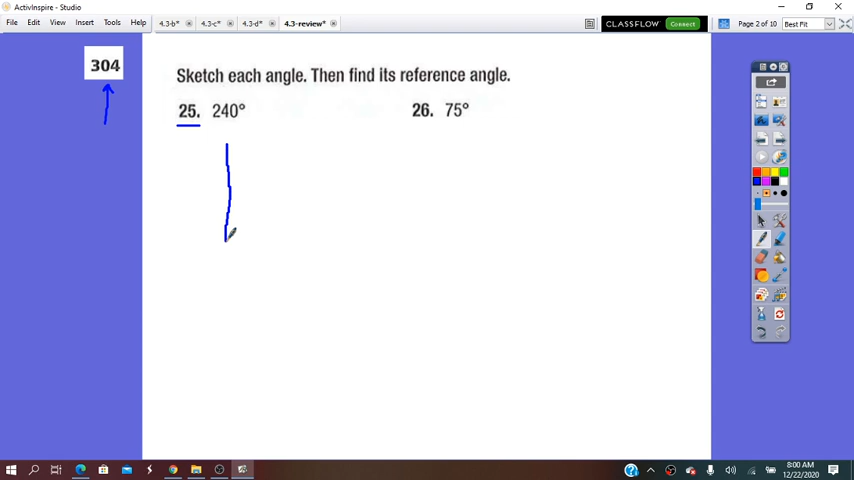 ActivInspire - Studio
File Edit View Insert Tools Help
4.3-b* 4.3-c* 4.3-d* 4.3-review*
CLASSFLOW Connect
Page 2 of 10 Best Fit
304
Sketch each angle. Then find its reference angle.
25. 240° 26. 75°
8:00 AM
12/22/2020